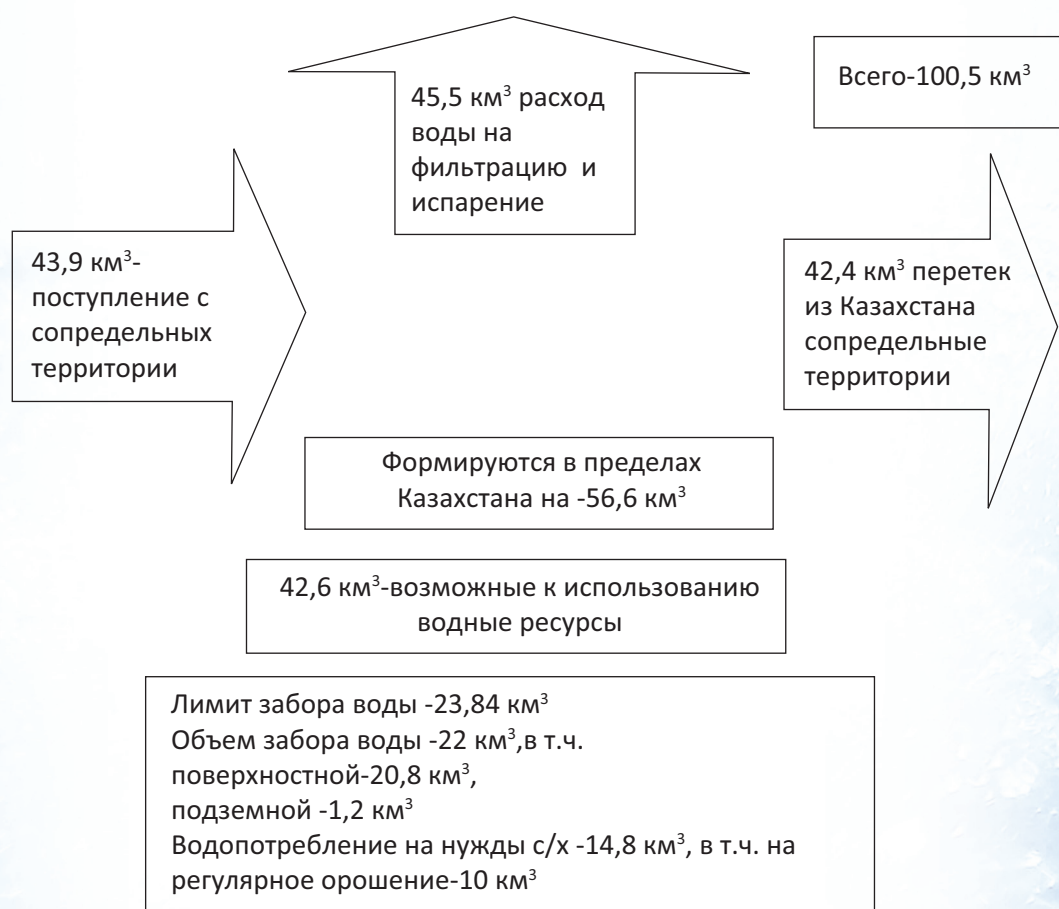 45,5 км³ расход
воды на
фильтрацию и
испарение
Всего-100,5 км³
43,9 км³-
поступление с
сопредельных
территории
42,4 км³ перетек
из Казахстана
сопредельные
территории
Формируются в пределах
Казахстана на -56,6 км³
42,6 км³-возможные к использованию
водные ресурсы
Лимит забора воды -23,84 км³
Объем забора воды -22 км³,в т.ч.
поверхностной-20,8 км³,
подземной -1,2 км³
Водопотребление на нужды с/х -14,8 км³, в т.ч. на
регулярное орошение-10 км³